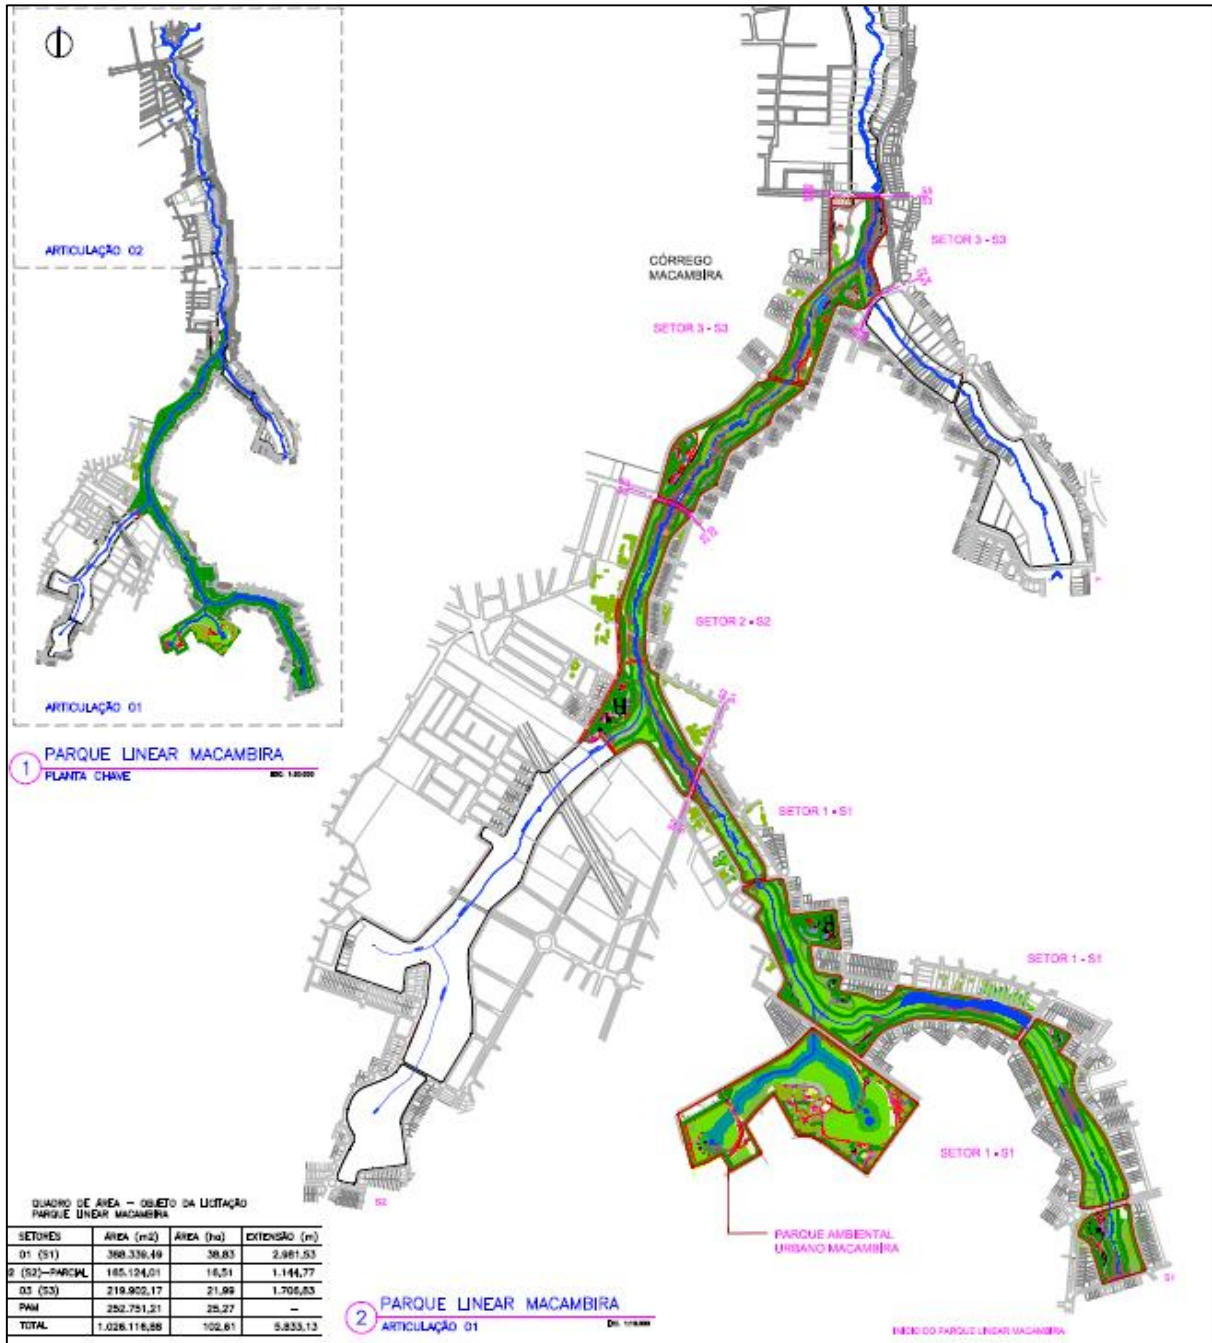 ARTICULAÇÃO 02
ARTICULAÇÃO 01
1 PARQUE LINEAR MACAMBIRA
PLANTA CHAVE
CÓRREGO
MACAMBIRA
SETOR 3 - S3
SETOR 3 - S3
SETOR 2 - S2
SETOR 1 - S1
SETOR 1 - S1
SETOR 1 - S1
PARQUE AMBIENTAL
URBANO MACAMBIRA
S2
S1
QUADRO DE ÁREA - OBJETO DA LICITAÇÃO
PARQUE LINEAR MACAMBIRA
SETORES ÁREA (m2) ÁREA (ha) EXTENSÃO (m)
01 (S1) 388.339,49 38,83 2.981,53
2 (S2)-PARCIAL 165.124,01 16,51 1.144,77
03 (S3) 219.902,17 21,99 1.706,83
PAM 252.751,21 25,27 -
TOTAL 1.026.116,88 102,61 5.833,13
2 PARQUE LINEAR MACAMBIRA
ARTICULAÇÃO 01
INÍCIO DO PARQUE LINEAR MACAMBIRA